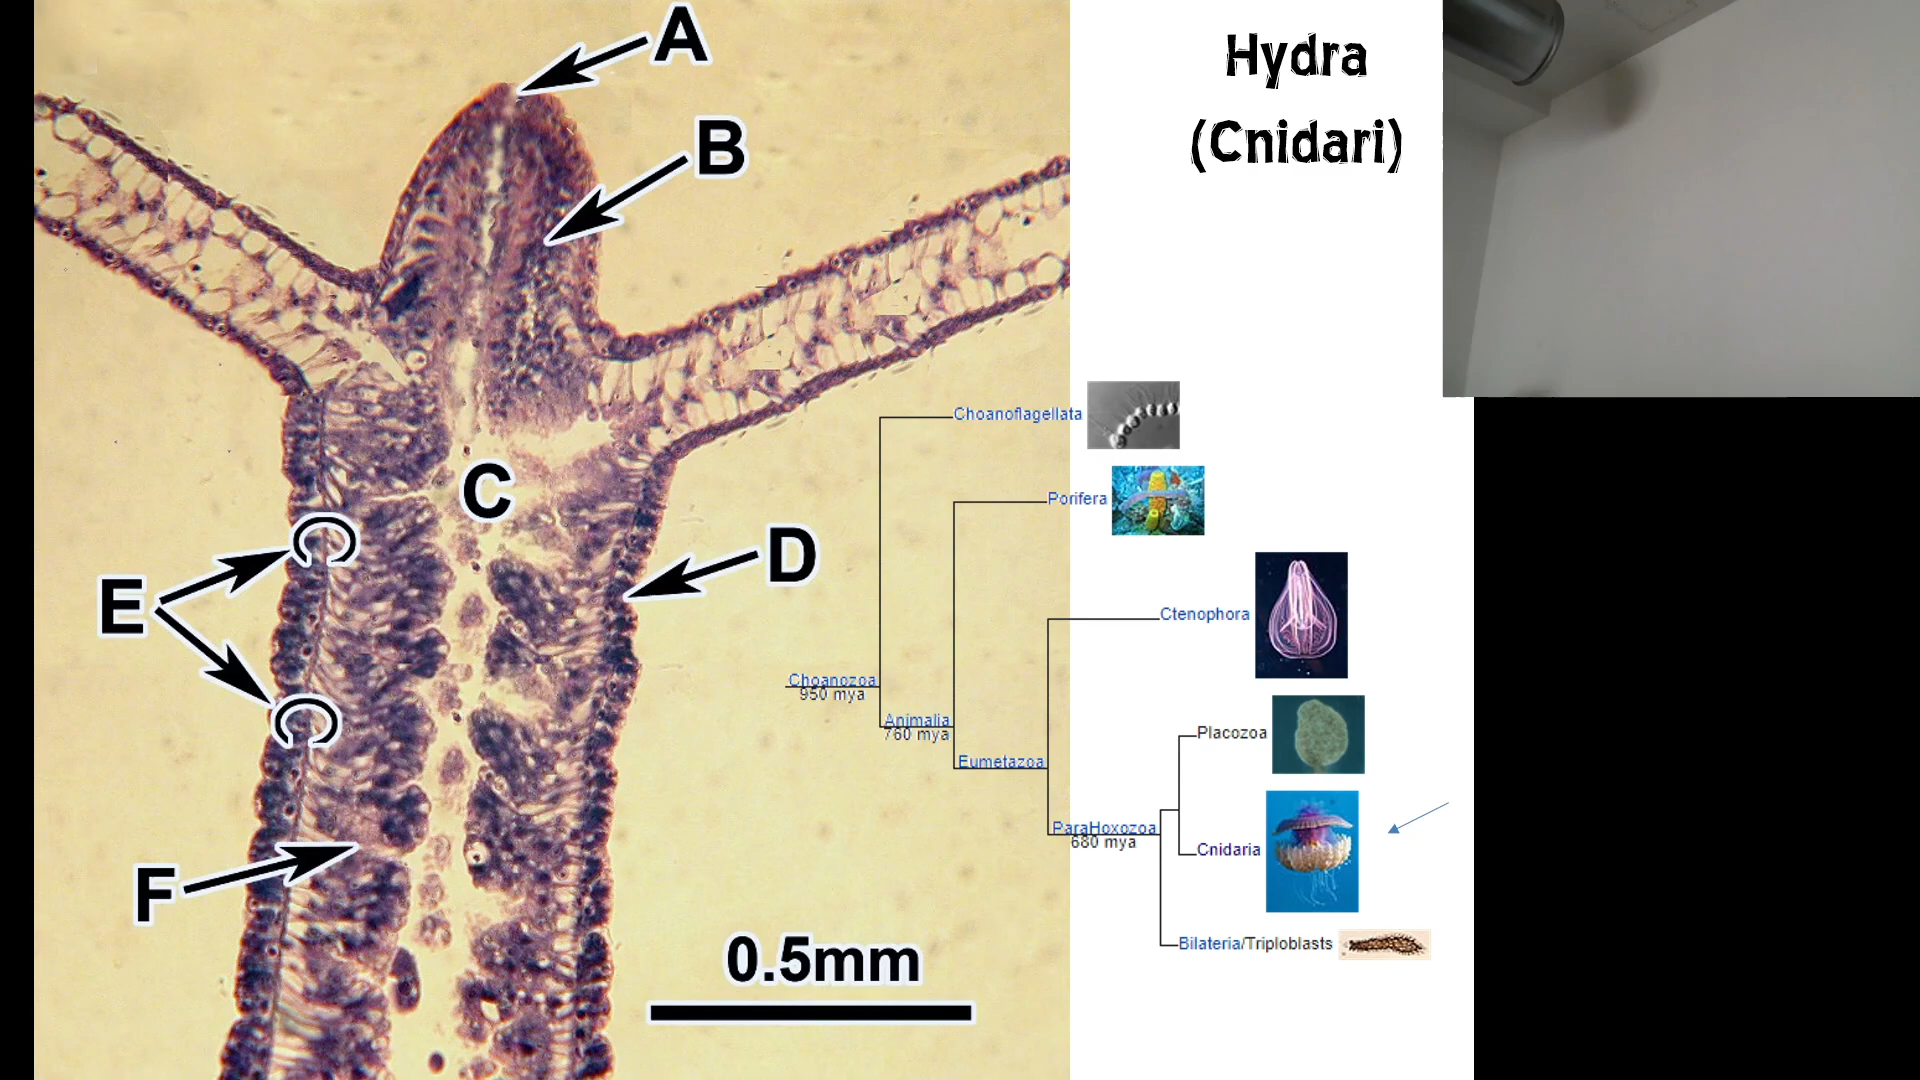 A
B
C
D
E
F
0.5mm
Hydra
(Cnidari)
Choanoflagellata
Porifera
Ctenophora
Choanozoa
950 mya
Animalia
760 mya
Eumetazoa
Placozoa
ParaHoxozoa
680 mya
Cnidaria
Bilateria/Triploblasts